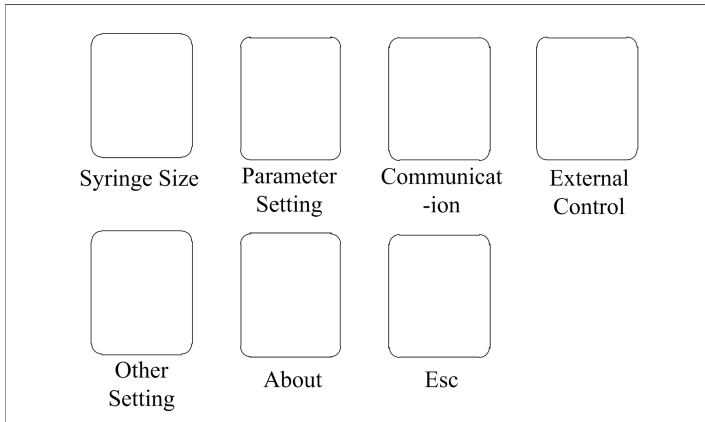 Syringe Size
Parameter
Setting
Communicat
-ion
External
Control
Other
Setting
About
Esc